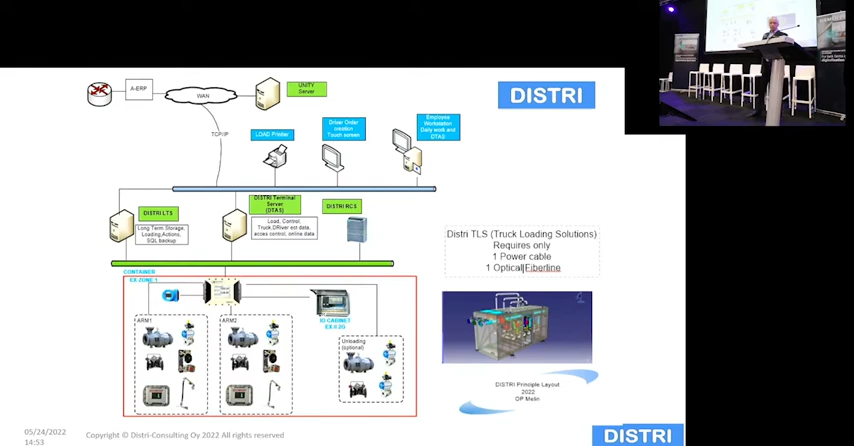 UNITY
Server
A-ERP
WAN
DISTRI
TCP/IP
LOAD Printer
Driver Order
creation
Touch screen
Employee
Workstation
Daily work and
DTAS
DISTRI LTS
Long Term Storage,
Loading,Actions,
SQL backup
DISTRI Terminal
Server
(DTAS)
Load, Control,
Truck,DRiver est data,
acces control, online data
DISTRI RCS
Distri TLS (Truck Loading Solutions)
Requires only
1 Power cable
1 Optical Fiberline
CONTAINER
EX-ZONE 1
IO CABINET
EX-II 2G
ARM1
ARM2
Unloading
(optional)
DISTRI Principle Layout
2022
OP Melin
05/24/2022
14:53
Copyright © Distri-Consulting Oy 2022 All rights reserved
DISTRI